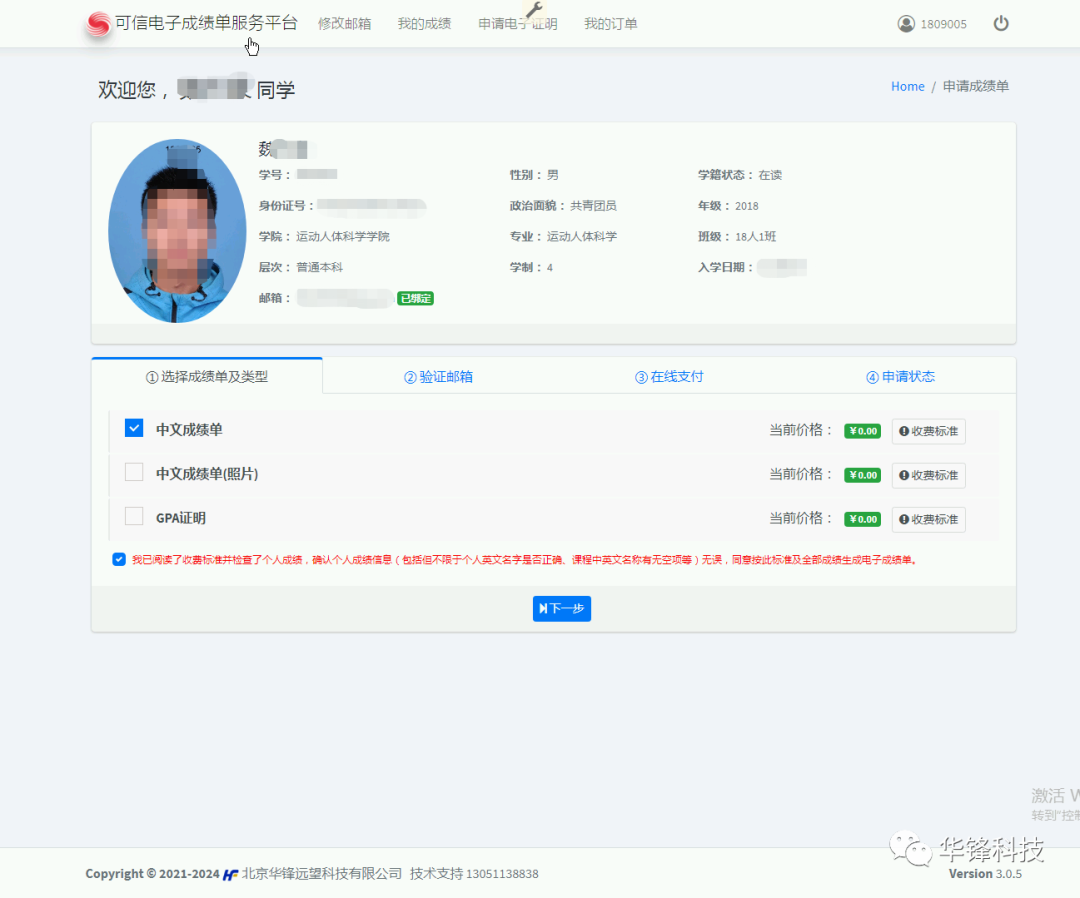 可信电子成绩单服务平台 修改邮箱 我的成绩 申请电子证明 我的订单 1809005
欢迎您， 同学 Home / 申请成绩单
魏
学号： 性别： 男 学籍状态： 在读
身份证号： 政治面貌： 共青团员 年级： 2018
学院： 运动人体科学学院 专业： 运动人体科学 班级： 18人1班
层次： 普通本科 学制： 4 入学日期：
邮箱： 已绑定
①选择成绩单及类型 ②验证邮箱 ③在线支付 ④申请状态
中文成绩单 当前价格： ¥0.00 收费标准
中文成绩单(照片) 当前价格： ¥0.00 收费标准
GPA证明 当前价格： ¥0.00 收费标准
我已阅读了收费标准并检查了个人成绩，确认个人成绩信息（包括但不限于个人英文名字是否正确、课程中英文名称有无空项等）无误，同意按此标准及全部成绩生成电子成绩单。
下一步
激活 W
转到"控制
华锋科技
Copyright © 2021-2024 HF 北京华锋远望科技有限公司 技术支持 13051138838 Version 3.0.5